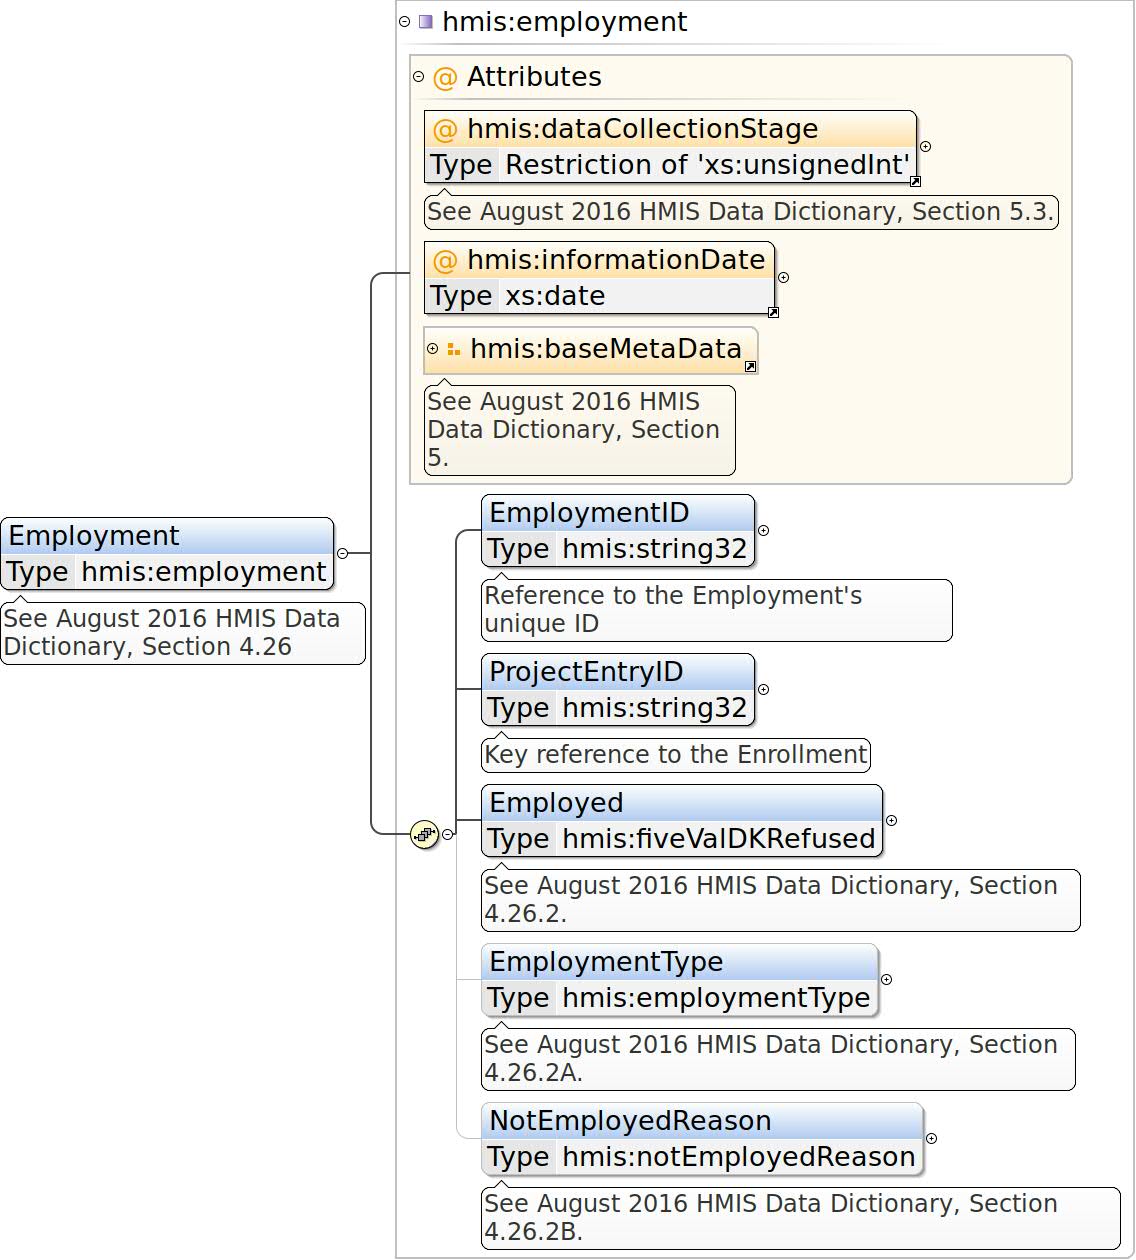 hmis:employment
@ Attributes
@ hmis:dataCollectionStage
Type Restriction of 'xs:unsignedInt'
See August 2016 HMIS Data Dictionary, Section 5.3.
@ hmis:informationDate
Type xs:date
hmis:baseMetaData
See August 2016 HMIS
Data Dictionary, Section
5.
Employment
Type hmis:employment
See August 2016 HMIS Data
Dictionary, Section 4.26
EmploymentID
Type hmis:string32
Reference to the Employment's
unique ID
ProjectEntryID
Type hmis:string32
Key reference to the Enrollment
Employed
Type hmis:fiveValDKRefused
See August 2016 HMIS Data Dictionary, Section
4.26.2.
EmploymentType
Type hmis:employmentType
See August 2016 HMIS Data Dictionary, Section
4.26.2A.
NotEmployedReason
Type hmis:notEmployedReason
See August 2016 HMIS Data Dictionary, Section
4.26.2B.